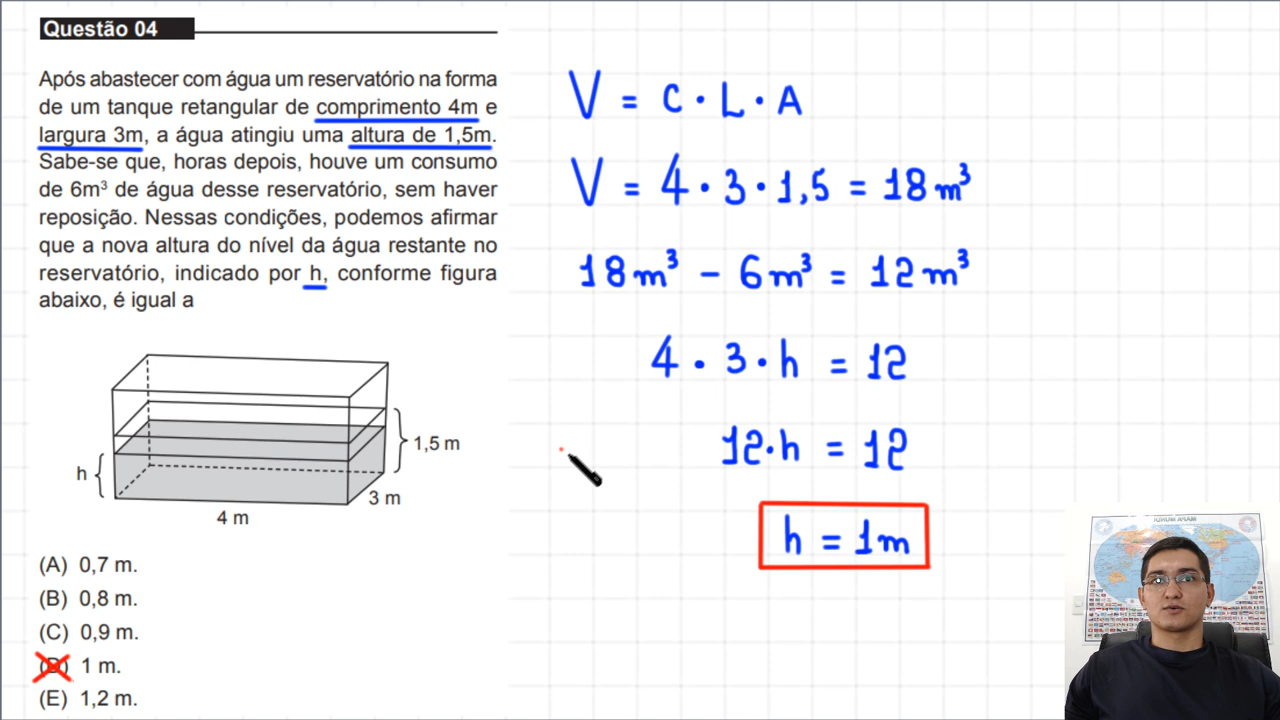 Questão 04
Após abastecer com água um reservatório na forma
de um tanque retangular de comprimento 4m e
largura 3m, a água atingiu uma altura de 1,5m.
Sabe-se que, horas depois, houve um consumo
de 6m³ de água desse reservatório, sem haver
reposição. Nessas condições, podemos afirmar
que a nova altura do nível da água restante no
reservatório, indicado por h, conforme figura
abaixo, é igual a
1,5 m
h
3 m
4 m
(A) 0,7 m.
(B) 0,8 m.
(C) 0,9 m.
(D) 1 m.
(E) 1,2 m.
V = C · L · A
V = 4 · 3 · 1,5 = 18 m³
18 m³ - 6 m³ = 12 m³
4 · 3 · h = 12
12 · h = 12
h = 1m
MAPA MUNDI